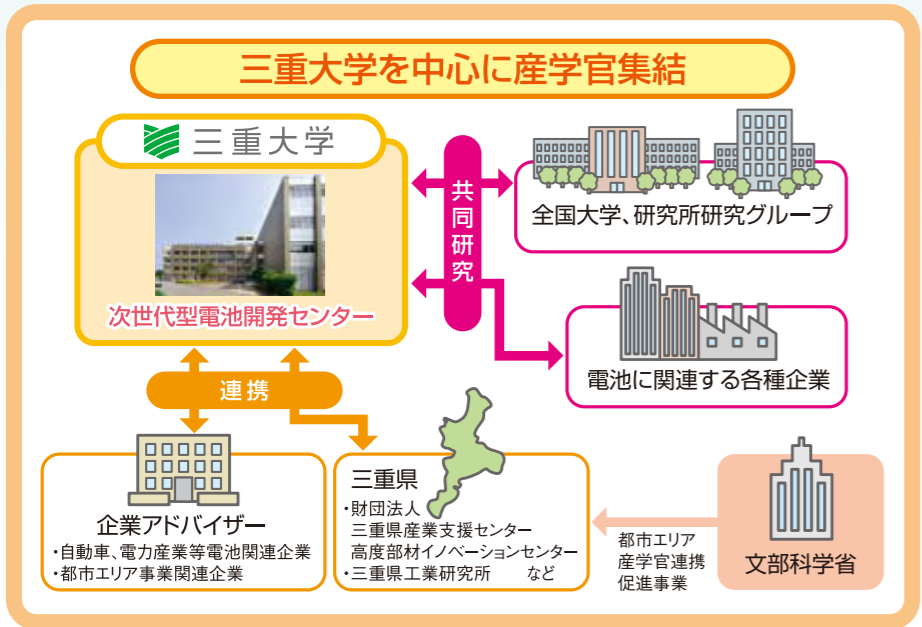 三重大学を中心に産学官集結
三重大学
次世代型電池開発センター
共同研究
全国大学、研究所研究グループ
電池に関連する各種企業
連携
企業アドバイザー
・自動車、電力産業等電池関連企業
・都市エリア事業関連企業
三重県
・財団法人
三重県産業支援センター
高度部材イノベーションセンター
・三重県工業研究所 など
都市エリア
産学官連携
促進事業
文部科学省